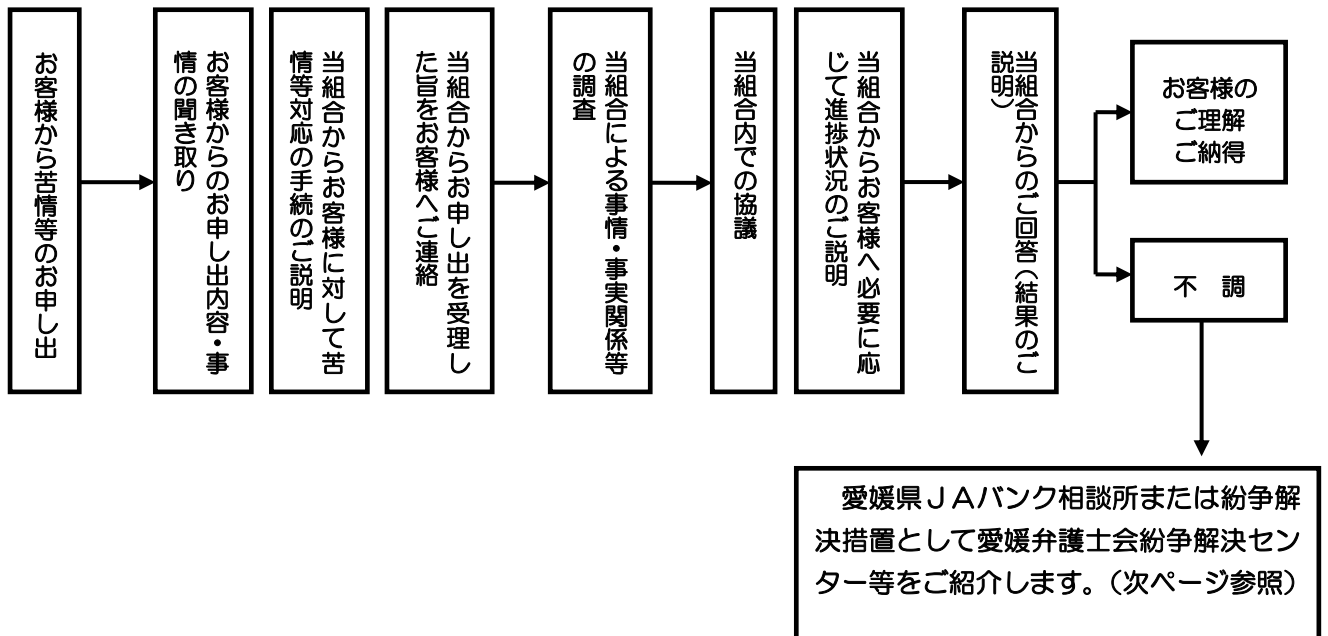 お客様から苦情等のお申し出
お客様からのお申し出内容・事
情の聞き取り
当組合からお客様に対して苦
情等対応の手続のご説明
当組合からお申し出を受理し
た旨をお客様へご連絡
当組合による事情・事実関係等
の調査
当組合内での協議
当組合からお客様へ必要に応
じて進捗状況のご説明
当組合からのご回答（結果のご
説明）
お客様の
ご理解
ご納得
不　調
愛媛県ＪＡバンク相談所または紛争解
決措置として愛媛弁護士会紛争解決セン
ター等をご紹介します。（次ページ参照）